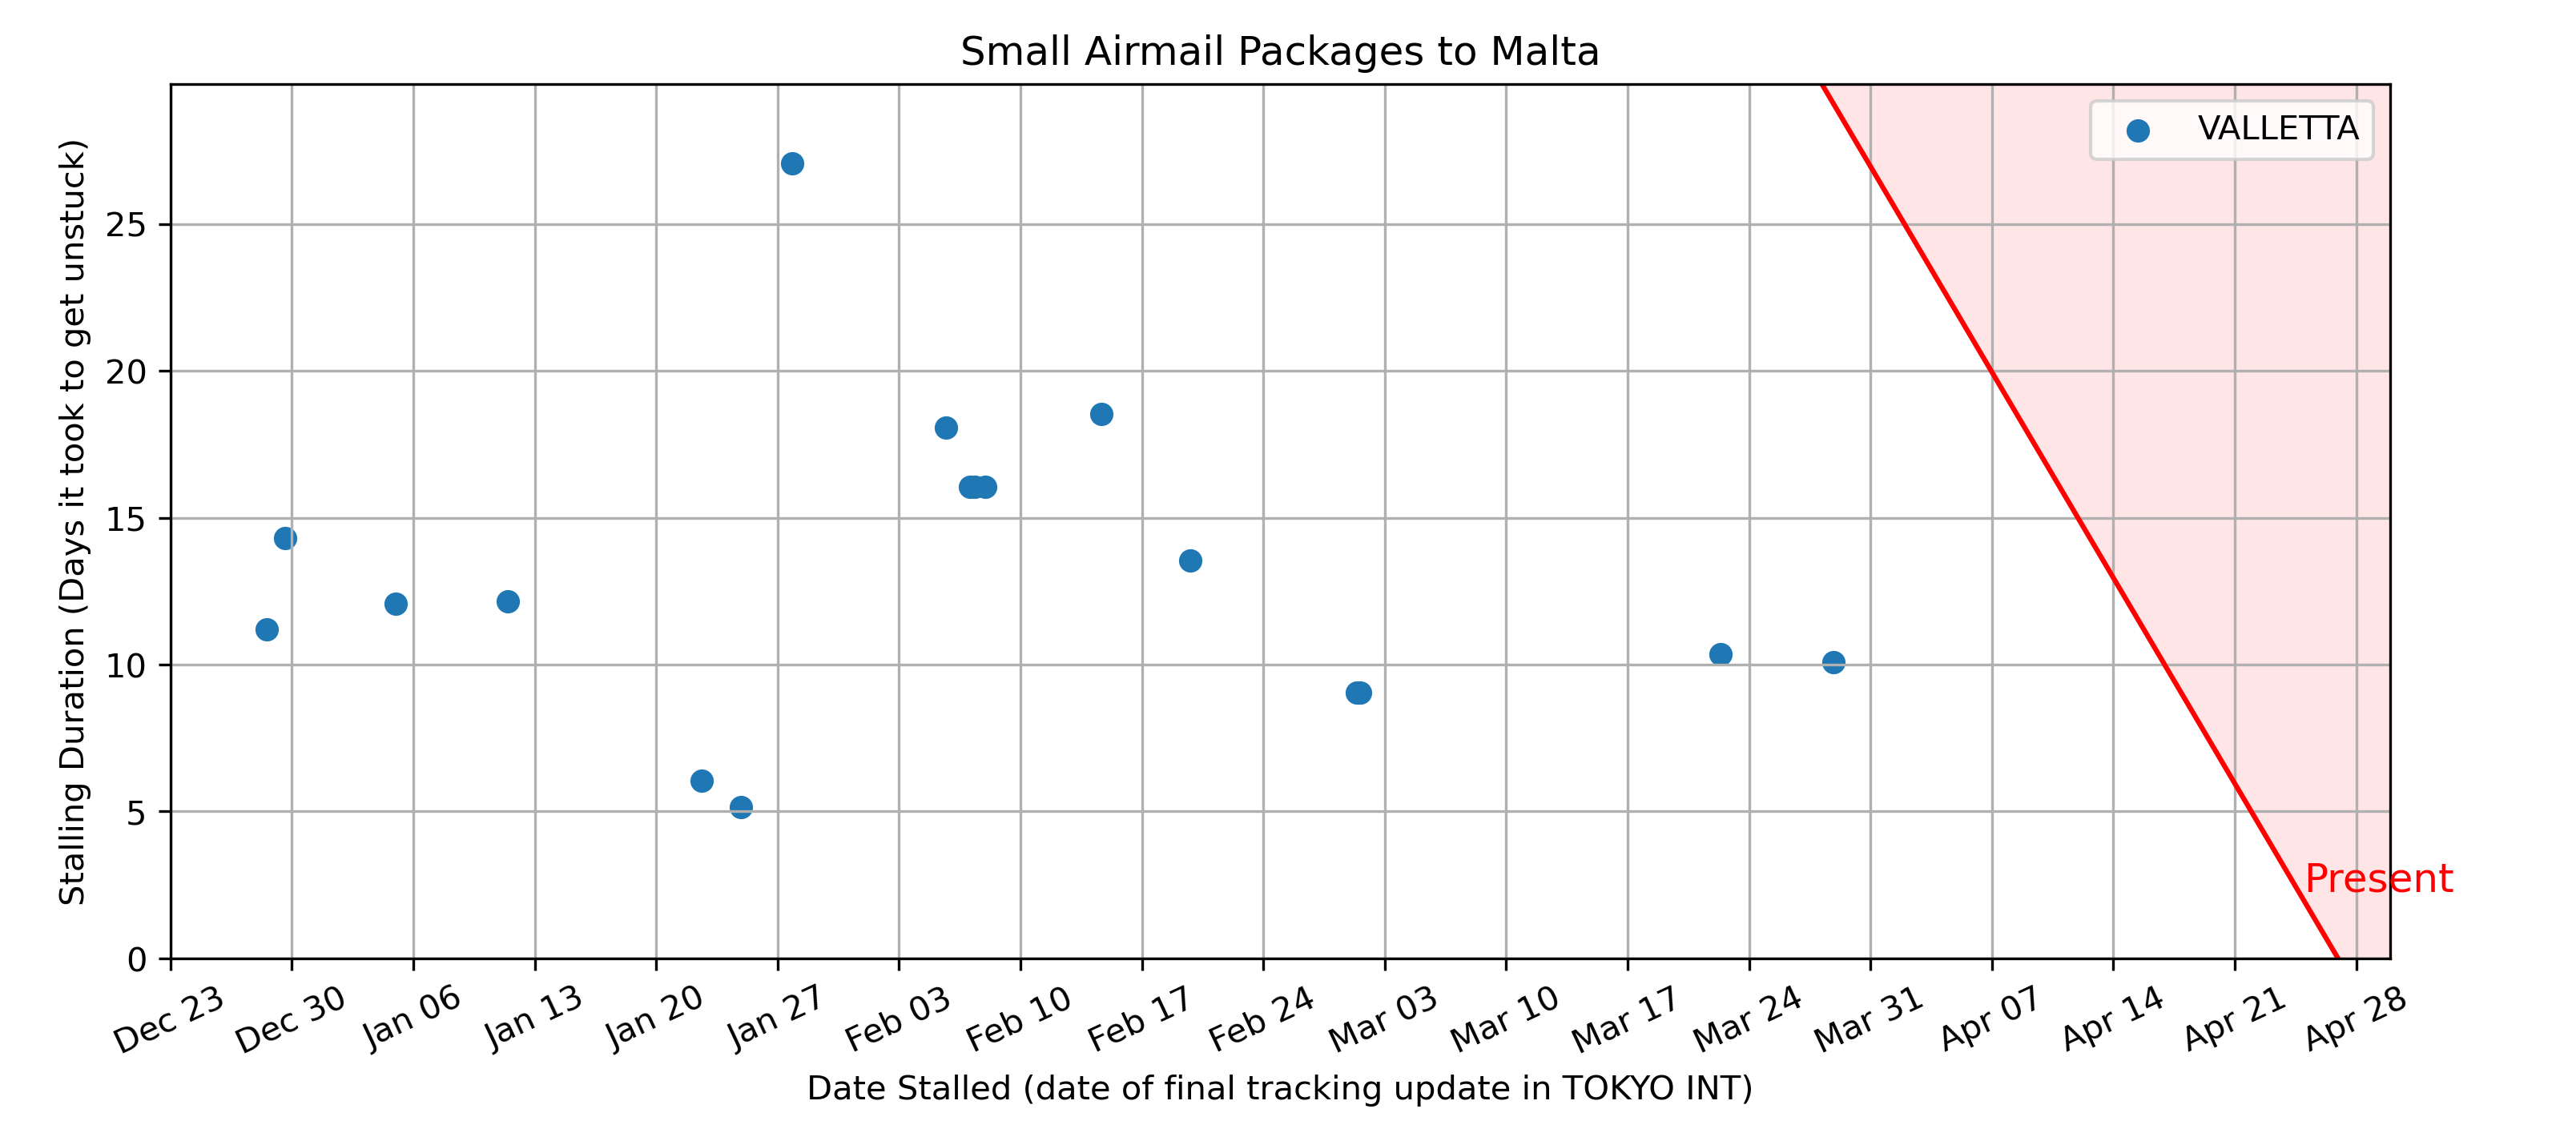 Small Airmail Packages to Malta
VALLETTA
Stalling Duration (Days it took to get unstuck)
25
20
15
10
5
0
Present
Dec 23
Dec 30
Jan 06
Jan 13
Jan 20
Jan 27
Feb 03
Feb 10
Feb 17
Feb 24
Mar 03
Mar 10
Mar 17
Mar 24
Mar 31
Apr 07
Apr 14
Apr 21
Apr 28
Date Stalled (date of final tracking update in TOKYO INT)